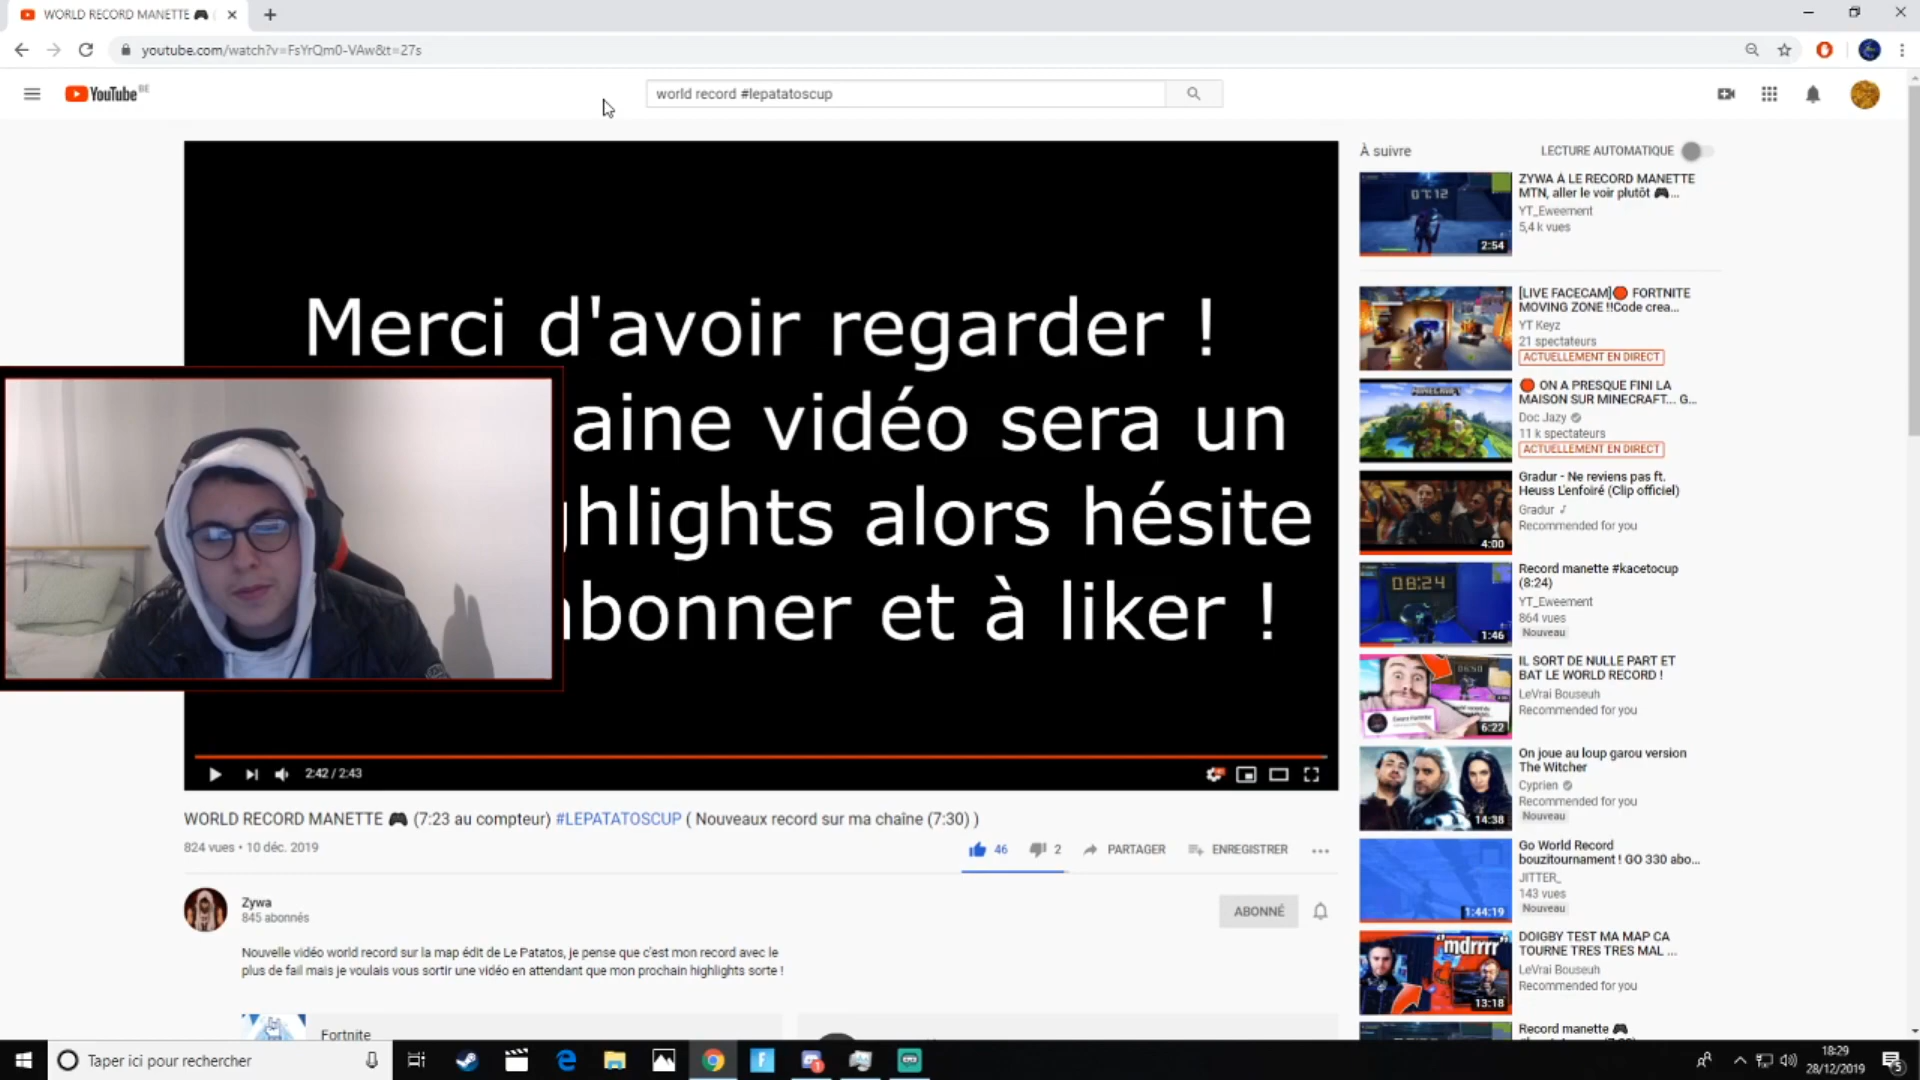 WORLD RECORD MANETTE 🎮 (
youtube.com/watch?v=FsYrQm0-VAw&t=27s
YouTube BE
world record #lepatatoscup
Merci d'avoir regarder !
aine vidéo sera un
ghlights alors hésite
abonner et à liker !
2:42 / 2:43
WORLD RECORD MANETTE 🎮 (7:23 au compteur) #LEPATATOSCUP ( Nouveaux record sur ma chaîne (7:30) )
824 vues • 10 déc. 2019
46
2
PARTAGER
ENREGISTRER
Zywa
845 abonnés
ABONNÉ
Nouvelle vidéo world record sur la map édit de Le Patatos, je pense que c'est mon record avec le
plus de fail mais je voulais vous sortir une vidéo en attendant que mon prochain highlights sorte !
Fortnite
À suivre
LECTURE AUTOMATIQUE
07:12
2:54
ZYWA À LE RECORD MANETTE
MTN, aller le voir plutôt 🎮...
YT_Eweement
5,4 k vues
[LIVE FACECAM]🔴 FORTNITE
MOVING ZONE !!Code crea...
YT Keyz
21 spectateurs
ACTUELLEMENT EN DIRECT
🔴 ON A PRESQUE FINI LA
MAISON SUR MINECRAFT... G...
Doc Jazy
11 k spectateurs
ACTUELLEMENT EN DIRECT
4:00
Gradur - Ne reviens pas ft.
Heuss L'enfoiré (Clip officiel)
Gradur ♪
Recommended for you
08:24
1:46
Record manette #kacetocup
(8:24)
YT_Eweement
864 vues
Nouveau
06:50
6:22
IL SORT DE NULLE PART ET
BAT LE WORLD RECORD !
LeVrai Bouseuh
Recommended for you
14:38
On joue au loup garou version
The Witcher
Cyprien
Recommended for you
Nouveau
1:44:19
Go World Record
bouzitournament ! GO 330 abo...
JITTER_
143 vues
Nouveau
"mdrrrr"
13:18
DOIGBY TEST MA MAP CA
TOURNE TRES TRES MAL ...
LeVrai Bouseuh
Recommended for you
Record manette 🎮
Taper ici pour rechercher
18:29
28/12/2019
5